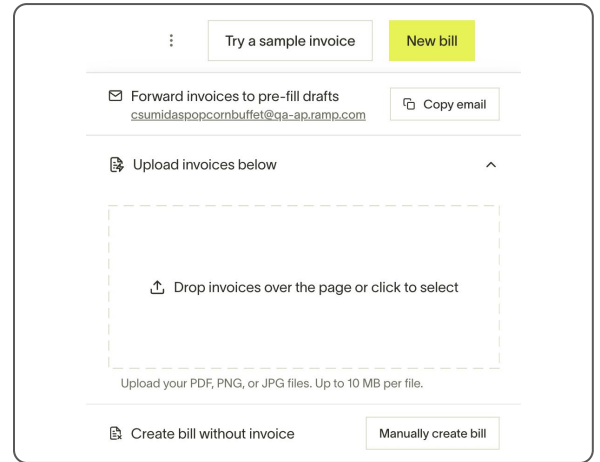 Try a sample invoice
New bill
Forward invoices to pre-fill drafts
csumidaspopcornbuffet@qa-ap.ramp.com
Copy email
Upload invoices below
Drop invoices over the page or click to select
Upload your PDF, PNG, or JPG files. Up to 10 MB per file.
Create bill without invoice
Manually create bill